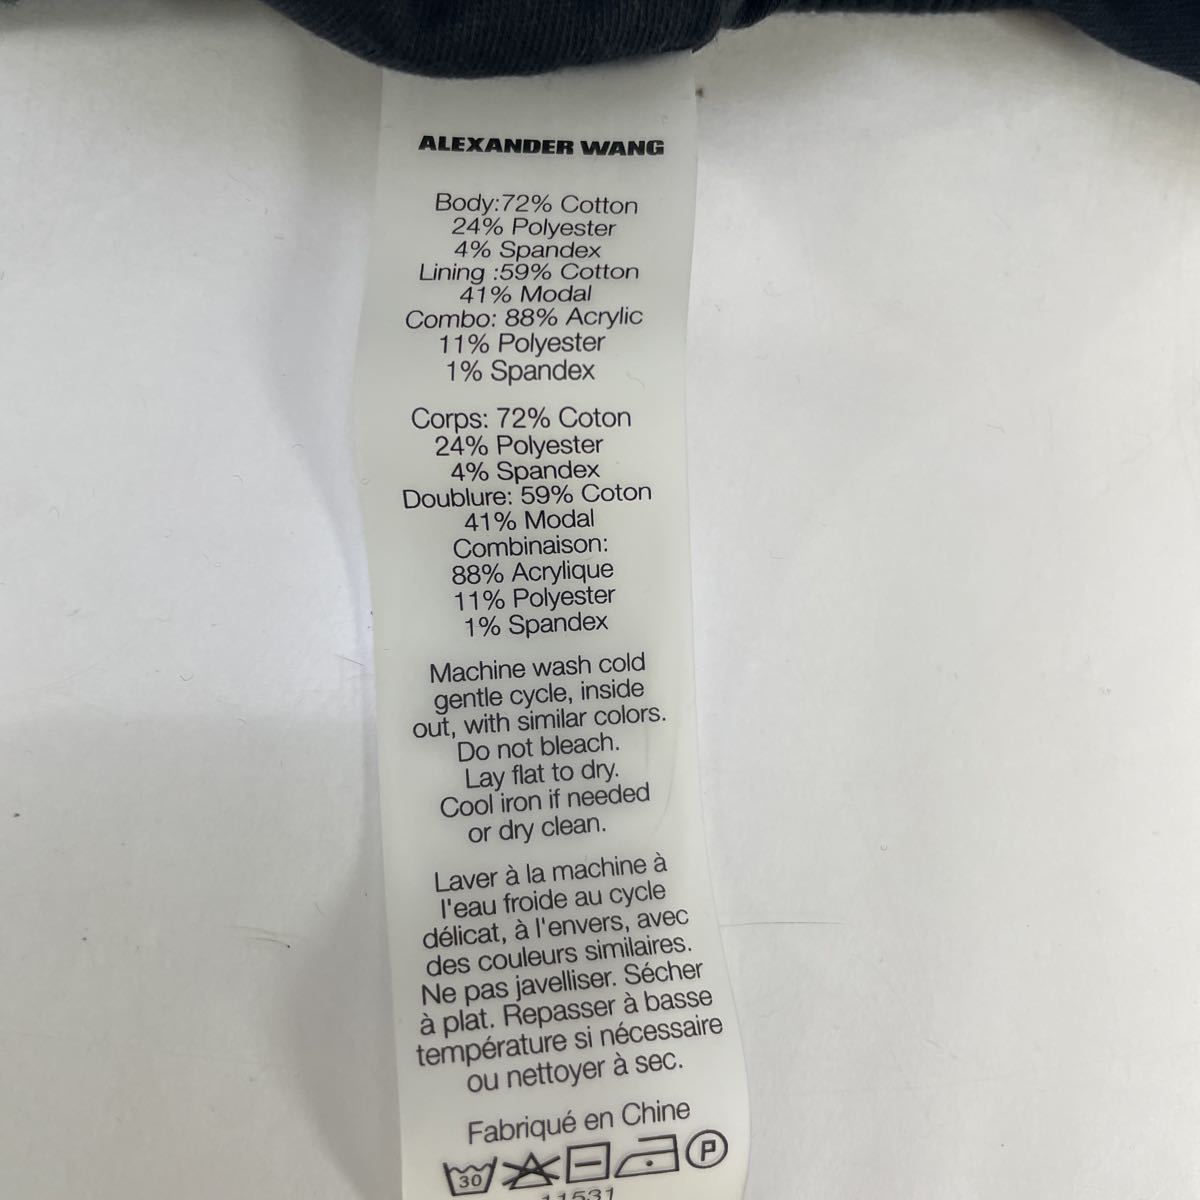 ALEXANDER WANG
Body:72% Cotton
24% Polyester
4% Spandex
Lining :59% Cotton
41% Modal
Combo: 88% Acrylic
11% Polyester
1% Spandex
Corps: 72% Coton
24% Polyester
4% Spandex
Doublure: 59% Coton
41% Modal
Combinaison:
88% Acrylique
11% Polyester
1% Spandex
Machine wash cold
gentle cycle, inside
out, with similar colors.
Do not bleach.
Lay flat to dry.
Cool iron if needed
or dry clean.
Laver à la machine à
l'eau froide au cycle
délicat, à l'envers, avec
des couleurs similaires.
Ne pas javelliser. Sécher
à plat. Repasser à basse
température si nécessaire
ou nettoyer à sec.
Fabriqué en Chine
30 P
11531